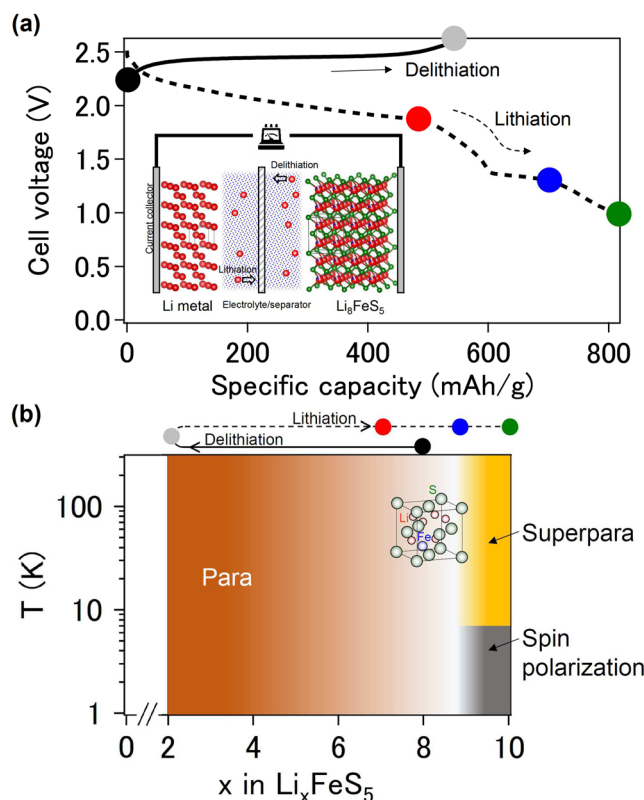 (a)
Cell voltage (V)
2.5
2.0
1.5
1.0
0.5
0.0
Delithiation
Lithiation
Current collector
Delithiation
Lithiation
Li metal
Electrolyte/separator
Li₈FeS₅
0
200
400
600
800
Specific capacity (mAh/g)
(b)
Lithiation
Delithiation
T (K)
100
10
1
Para
S
Li
Fe
Superpara
Spin
polarization
0
//
2
4
6
8
10
x in LiₓFeS₅